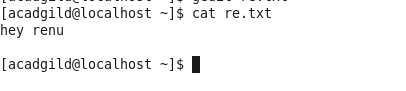 [acadgild@localhost ~]$ cat re.txt
hey renu
[acadgild@localhost ~]$